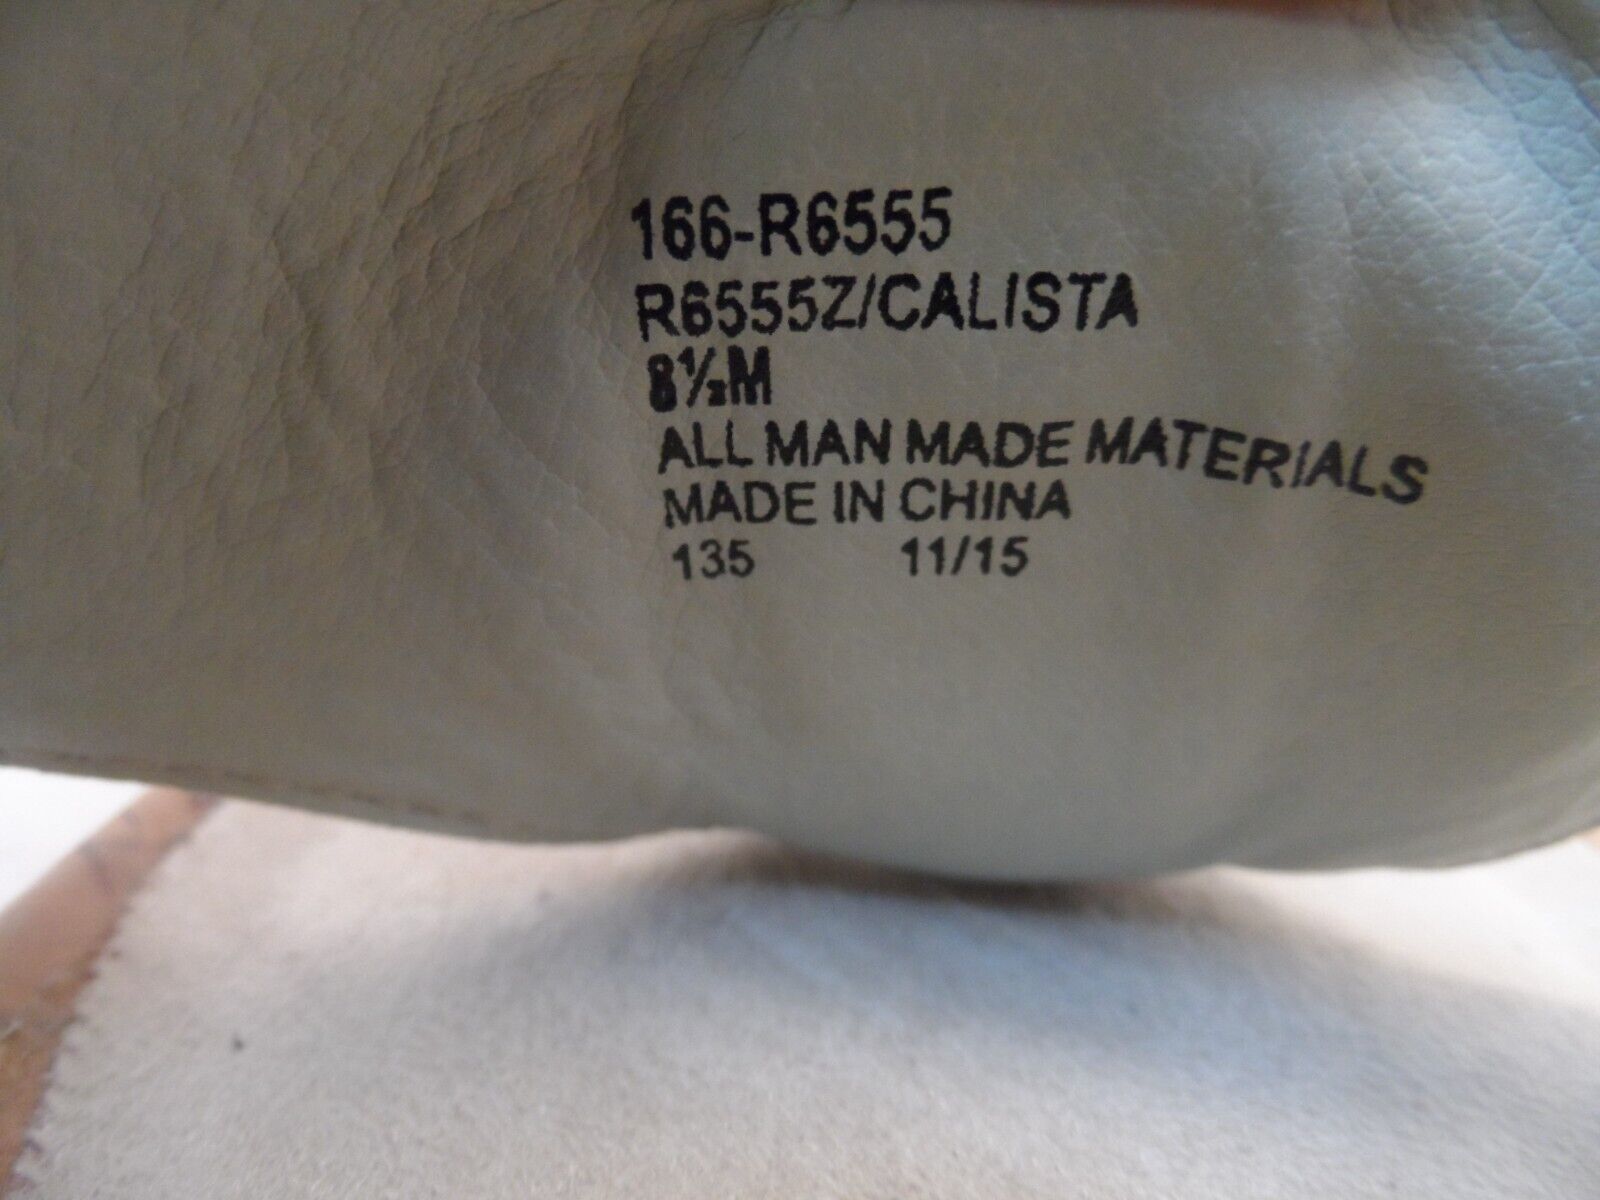 166-R6555
R6555Z/CALISTA
8½M
ALL MAN MADE MATERIALS
MADE IN CHINA
135 11/15